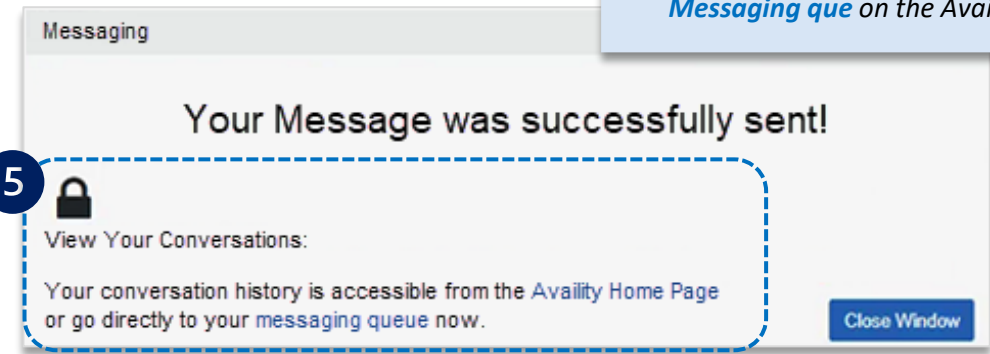 Messaging que on the Avai
Messaging
Your Message was successfully sent!
5
View Your Conversations:
Your conversation history is accessible from the Availity Home Page
or go directly to your messaging queue now.
Close Window